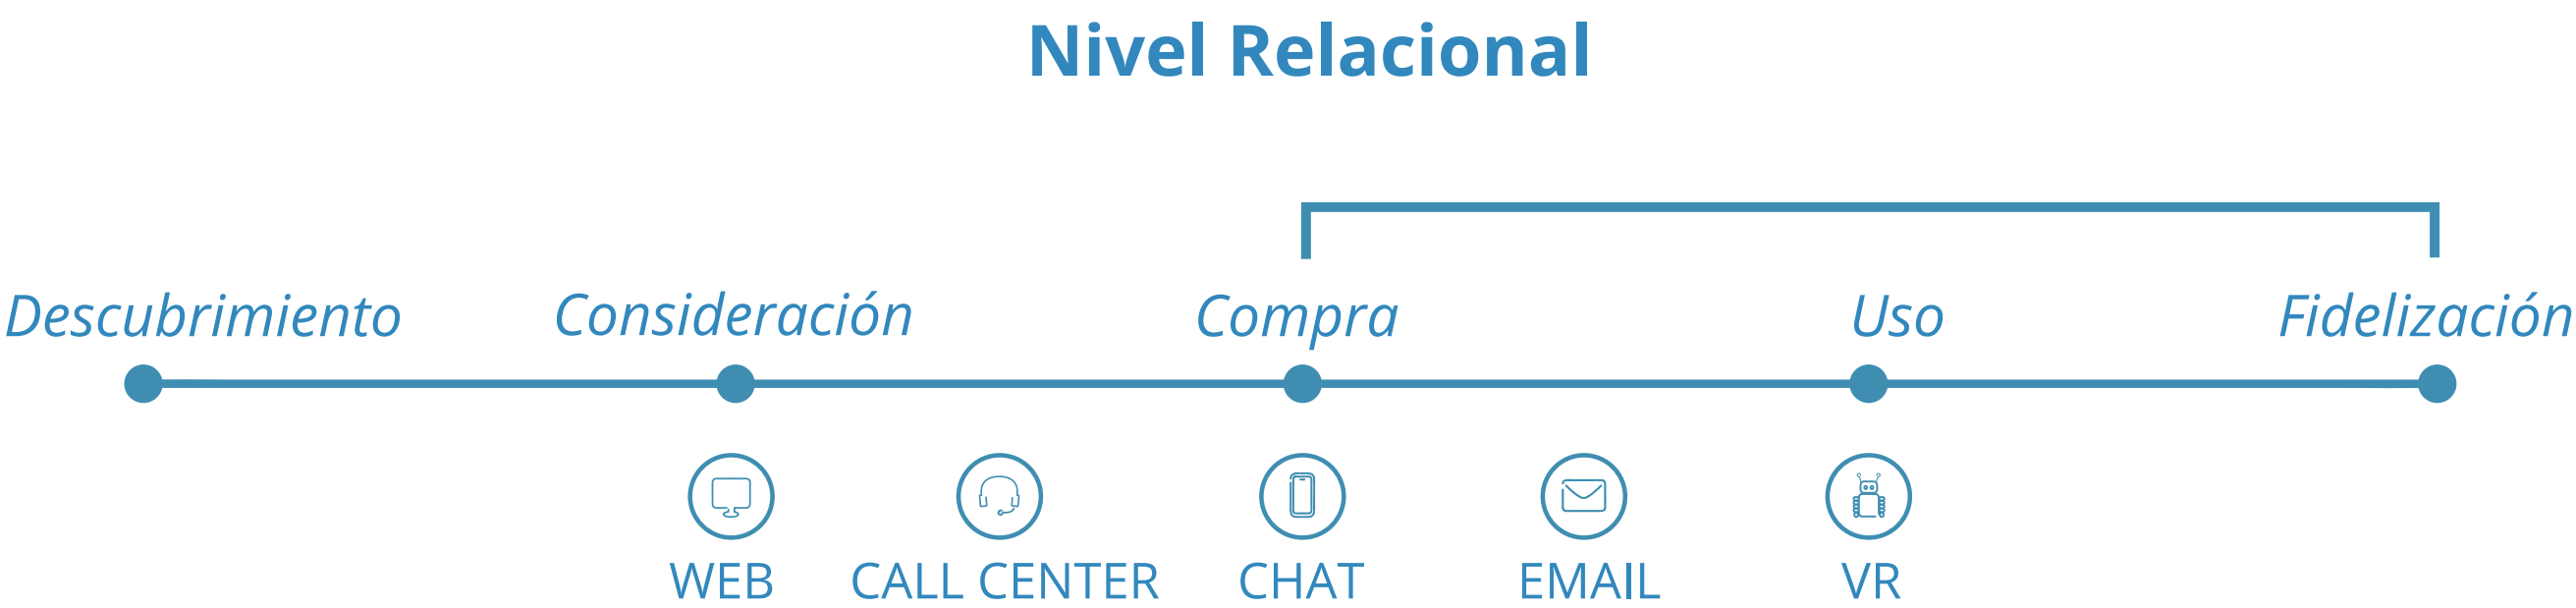 Nivel Relacional
Descubrimiento Consideración Compra Uso Fidelización
WEB CALL CENTER CHAT EMAIL VR